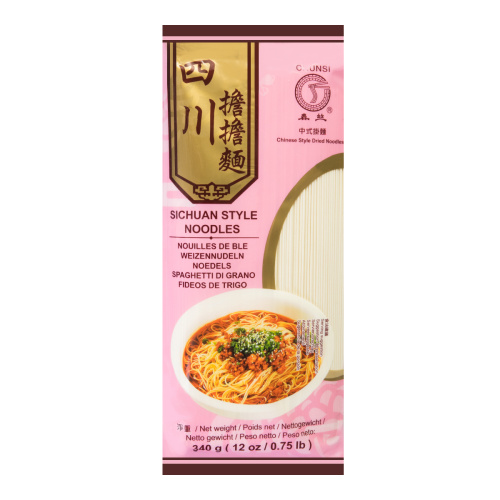 四川
擔擔麵
CHUNSI
®
中式掛麵
Chinese Style Dried Noodles
SICHUAN STYLE
NOODLES
NOUILLES DE BLE
WEIZENNUDELN
NOEDELS
SPAGHETTI DI GRANO
FIDEOS DE TRIGO
淨重 / Net weight / Poids net / Nettogewicht /
Netto gewicht / Peso netto / Peso neto:
340 g ( 12 oz / 0.75 lb )